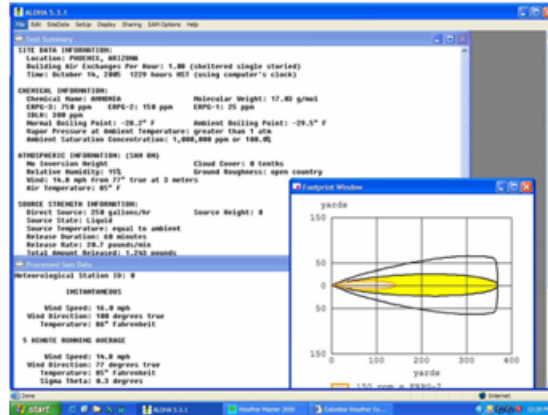 ALOHA 5.3.1
File Edit SiteData SetUp Display Sharing SAM Options Help
Text Summary
SITE DATA INFORMATION:
Location: PHOENIX, ARIZONA
Building Air Exchanges Per Hour: 1.00 (sheltered single storied)
Time: October 14, 2005 1229 hours MST (using computer's clock)
CHEMICAL INFORMATION:
Chemical Name: AMMONIA Molecular Weight: 17.03 g/mol
ERPG-3: 750 ppm ERPG-2: 150 ppm ERPG-1: 25 ppm
IDLH: 300 ppm
Normal Boiling Point: -28.2° F Ambient Boiling Point: -29.5° F
Vapor Pressure at Ambient Temperature: greater than 1 atm
Ambient Saturation Concentration: 1,000,000 ppm or 100.0%
ATMOSPHERIC INFORMATION: (SAM ON)
No Inversion Height Cloud Cover: 0 tenths
Relative Humidity: 15% Ground Roughness: open country
Wind: 14.8 mph from 77° true at 3 meters
Air Temperature: 85° F
SOURCE STRENGTH INFORMATION:
Direct Source: 250 gallons/hr Source Height: 0
Source State: Liquid
Source Temperature: equal to ambient
Release Duration: 60 minutes
Release Rate: 20.7 pounds/min
Total Amount Released: 1,243 pounds
Processed Sam Data
Meteorological Station ID: 0
INSTANTANEOUS
Wind Speed: 16.0 mph
Wind Direction: 100 degrees true
Temperature: 86° Fahrenheit
5 MINUTE RUNNING AVERAGE
Wind Speed: 14.8 mph
Wind Direction: 77 degrees true
Temperature: 85° Fahrenheit
Sigma Theta: 8.3 degrees
Footprint Window
yards
150
50
0
50
150
0 100 200 300 400
yards
150 ppm = ERPG-2
Done
Internet
start
ALOHA 5.3.1
Weather Master 2000
Columbia Weather Sy...